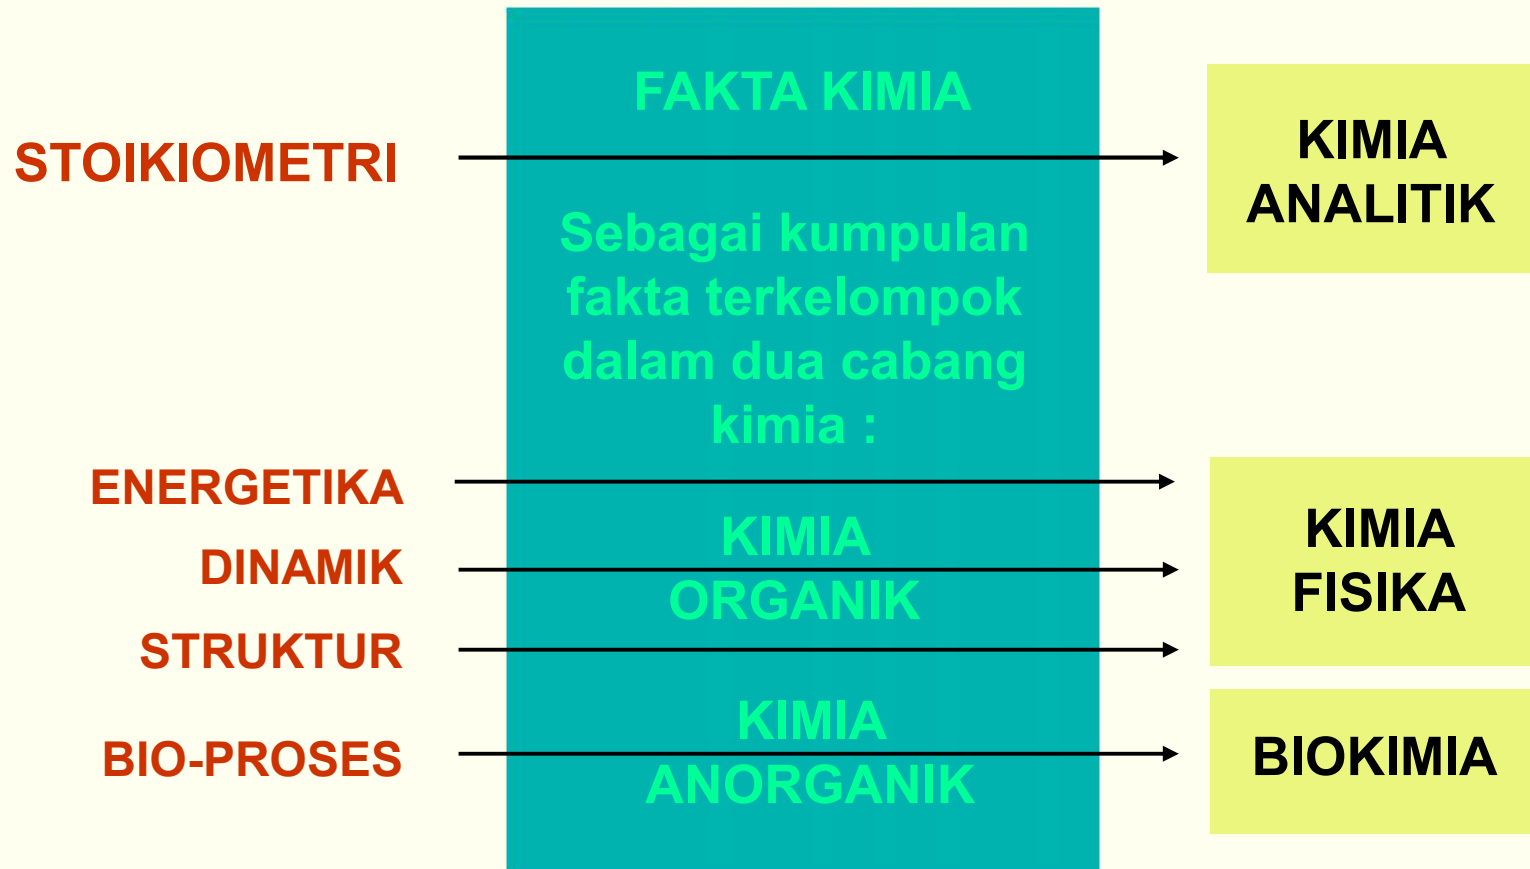 FAKTA KIMIA
STOIKIOMETRI
KIMIA
ANALITIK
Sebagai kumpulan
fakta terkelompok
dalam dua cabang
kimia :
ENERGETIKA
DINAMIK
STRUKTUR
KIMIA
ORGANIK
KIMIA
FISIKA
BIO-PROSES
KIMIA
ANORGANIK
BIOKIMIA